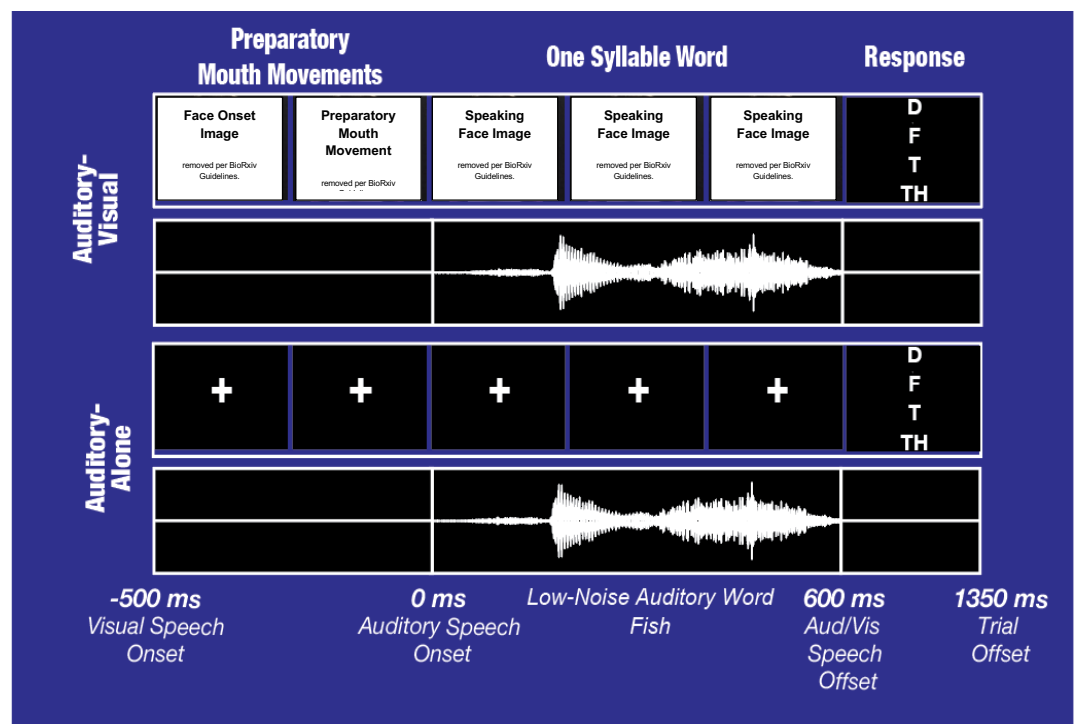 Preparatory
Mouth Movements
One Syllable Word
Response
Auditory-
Visual
Face Onset
Image
removed per BioRxiv
Guidelines.
Preparatory
Mouth
Movement
removed per BioRxiv
Speaking
Face Image
removed per BioRxiv
Guidelines.
Speaking
Face Image
removed per BioRxiv
Guidelines.
Speaking
Face Image
removed per BioRxiv
Guidelines.
D
F
T
TH
Auditory-
Alone
+ + + + +
D
F
T
TH
-500 ms
Visual Speech
Onset
0 ms
Auditory Speech
Onset
Low-Noise Auditory Word
Fish
600 ms
Aud/Vis
Speech
Offset
1350 ms
Trial
Offset